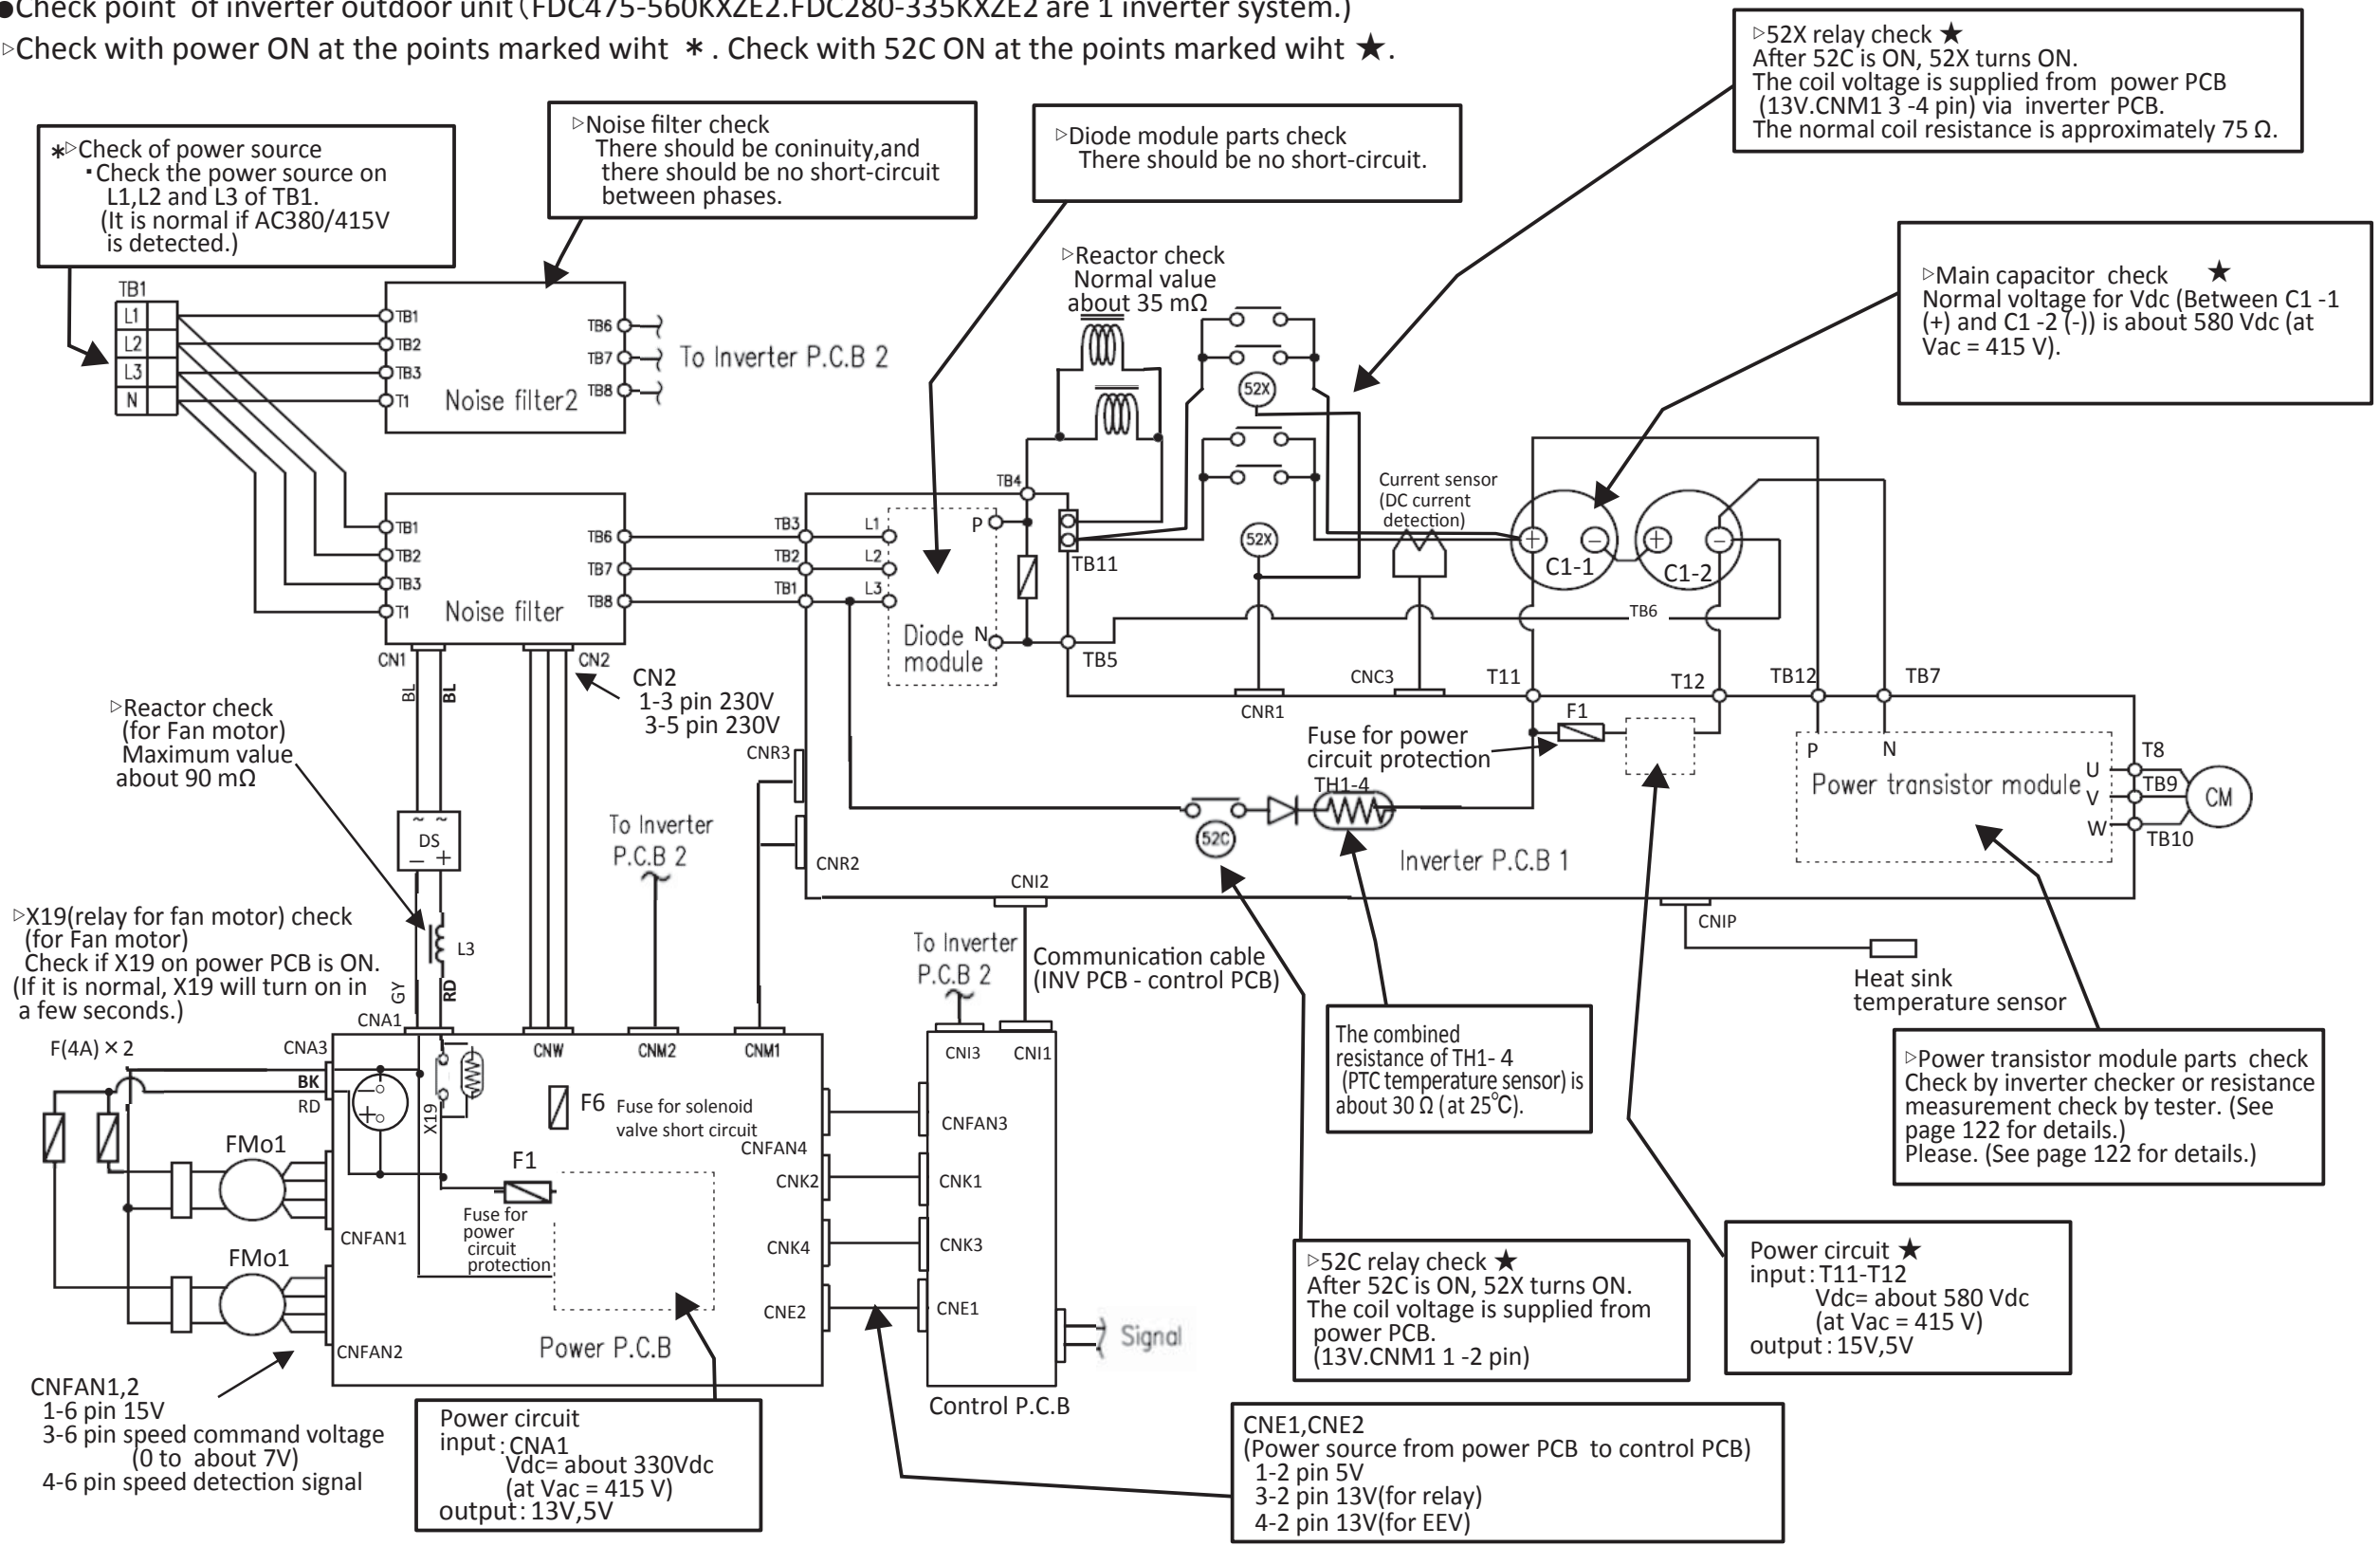 ●Check point of inverter outdoor unit (FDC475-560KXZE2.FDC280-335KXZE2 are 1 inverter system.)
▷Check with power ON at the points marked wiht ＊. Check with 52C ON at the points marked wiht ★.
＊▷Check of power source
・Check the power source on
L1,L2 and L3 of TB1.
(It is normal if AC380/415V
is detected.)
▷Noise filter check
There should be coninuity,and
there should be no short-circuit
between phases.
▷Diode module parts check
There should be no short-circuit.
▷52X relay check ★
After 52C is ON, 52X turns ON.
The coil voltage is supplied from power PCB
(13V.CNM1 3 -4 pin) via inverter PCB.
The normal coil resistance is approximately 75 Ω.
▷Reactor check
Normal value
about 35 mΩ
▷Main capacitor check ★
Normal voltage for Vdc (Between C1 -1
(+) and C1 -2 (-)) is about 580 Vdc (at
Vac = 415 V).
TB1
L1
L2
L3
N
TB1
TB2
TB3
T1
Noise filter2
TB6
TB7
TB8
To Inverter P.C.B 2
52X
TB1
TB2
TB3
T1
Noise filter
TB6
TB7
TB8
CN1
CN2
TB3
TB2
TB1
L1
L2
L3
TB4
P
N
Diode
module
TB11
TB5
52X
Current sensor
(DC current
detection)
+
−
+
−
C1-1
C1-2
TB6
CN2
1-3 pin 230V
3-5 pin 230V
BL
BL
▷Reactor check
(for Fan motor)
Maximum value
about 90 mΩ
CNR3
CNR2
CNR1
CNC3
T11
T12
TB12
TB7
F1
Fuse for power
circuit protection
TH1-4
52C
P
N
Power transistor module
U
V
W
T8
TB9
TB10
CM
Inverter P.C.B 1
To Inverter
P.C.B 2
~ ~
DS
− +
L3
GY
RD
▷X19(relay for fan motor) check
(for Fan motor)
Check if X19 on power PCB is ON.
(If it is normal, X19 will turn on in
a few seconds.)
CNI2
To Inverter
P.C.B 2
Communication cable
(INV PCB - control PCB)
CNIP
Heat sink
temperature sensor
The combined
resistance of TH1- 4
(PTC temperature sensor) is
about 30 Ω ( at 25℃).
▷Power transistor module parts check
Check by inverter checker or resistance
measurement check by tester. (See
page 122 for details.)
Please. (See page 122 for details.)
CNA1
F(4A) × 2
CNA3
BK
RD
−
+
X19
CNW
CNM2
CNM1
F6
Fuse for solenoid
valve short circuit
F1
Fuse for
power
circuit
protection
CNFAN4
CNK2
CNK4
CNE2
CNI3
CNI1
CNFAN3
CNK1
CNK3
CNE1
Signal
FMo1
CNFAN1
FMo1
CNFAN2
Power P.C.B
Control P.C.B
CNFAN1,2
1-6 pin 15V
3-6 pin speed command voltage
(0 to about 7V)
4-6 pin speed detection signal
Power circuit
input : CNA1
Vdc= about 330Vdc
(at Vac = 415 V)
output : 13V,5V
▷52C relay check ★
After 52C is ON, 52X turns ON.
The coil voltage is supplied from
power PCB.
(13V.CNM1 1 -2 pin)
Power circuit ★
input : T11-T12
Vdc= about 580 Vdc
(at Vac = 415 V)
output : 15V,5V
CNE1,CNE2
(Power source from power PCB to control PCB)
1-2 pin 5V
3-2 pin 13V(for relay)
4-2 pin 13V(for EEV)